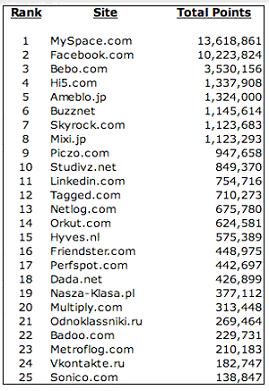 Rank Site Total Points
1 MySpace.com 13,618,861
2 Facebook.com 10,223,824
3 Bebo.com 3,530,156
4 Hi5.com 1,337,908
5 Ameblo.jp 1,324,000
6 Buzznet 1,145,614
7 Skyrock.com 1,123,683
8 Mixi.jp 1,123,293
9 Piczo.com 947,658
10 Studivz.net 849,370
11 Linkedin.com 754,716
12 Tagged.com 710,273
13 Netlog.com 675,780
14 Orkut.com 624,581
15 Hyves.nl 575,389
16 Friendster.com 448,975
17 Perfspot.com 442,697
18 Dada.net 426,899
19 Nasza-Klasa.pl 377,112
20 Multiply.com 313,448
21 Odnoklassniki.ru 269,464
22 Badoo.com 229,731
23 Metroflog.com 210,183
24 Vkontakte.ru 182,747
25 Sonico.com 138,847